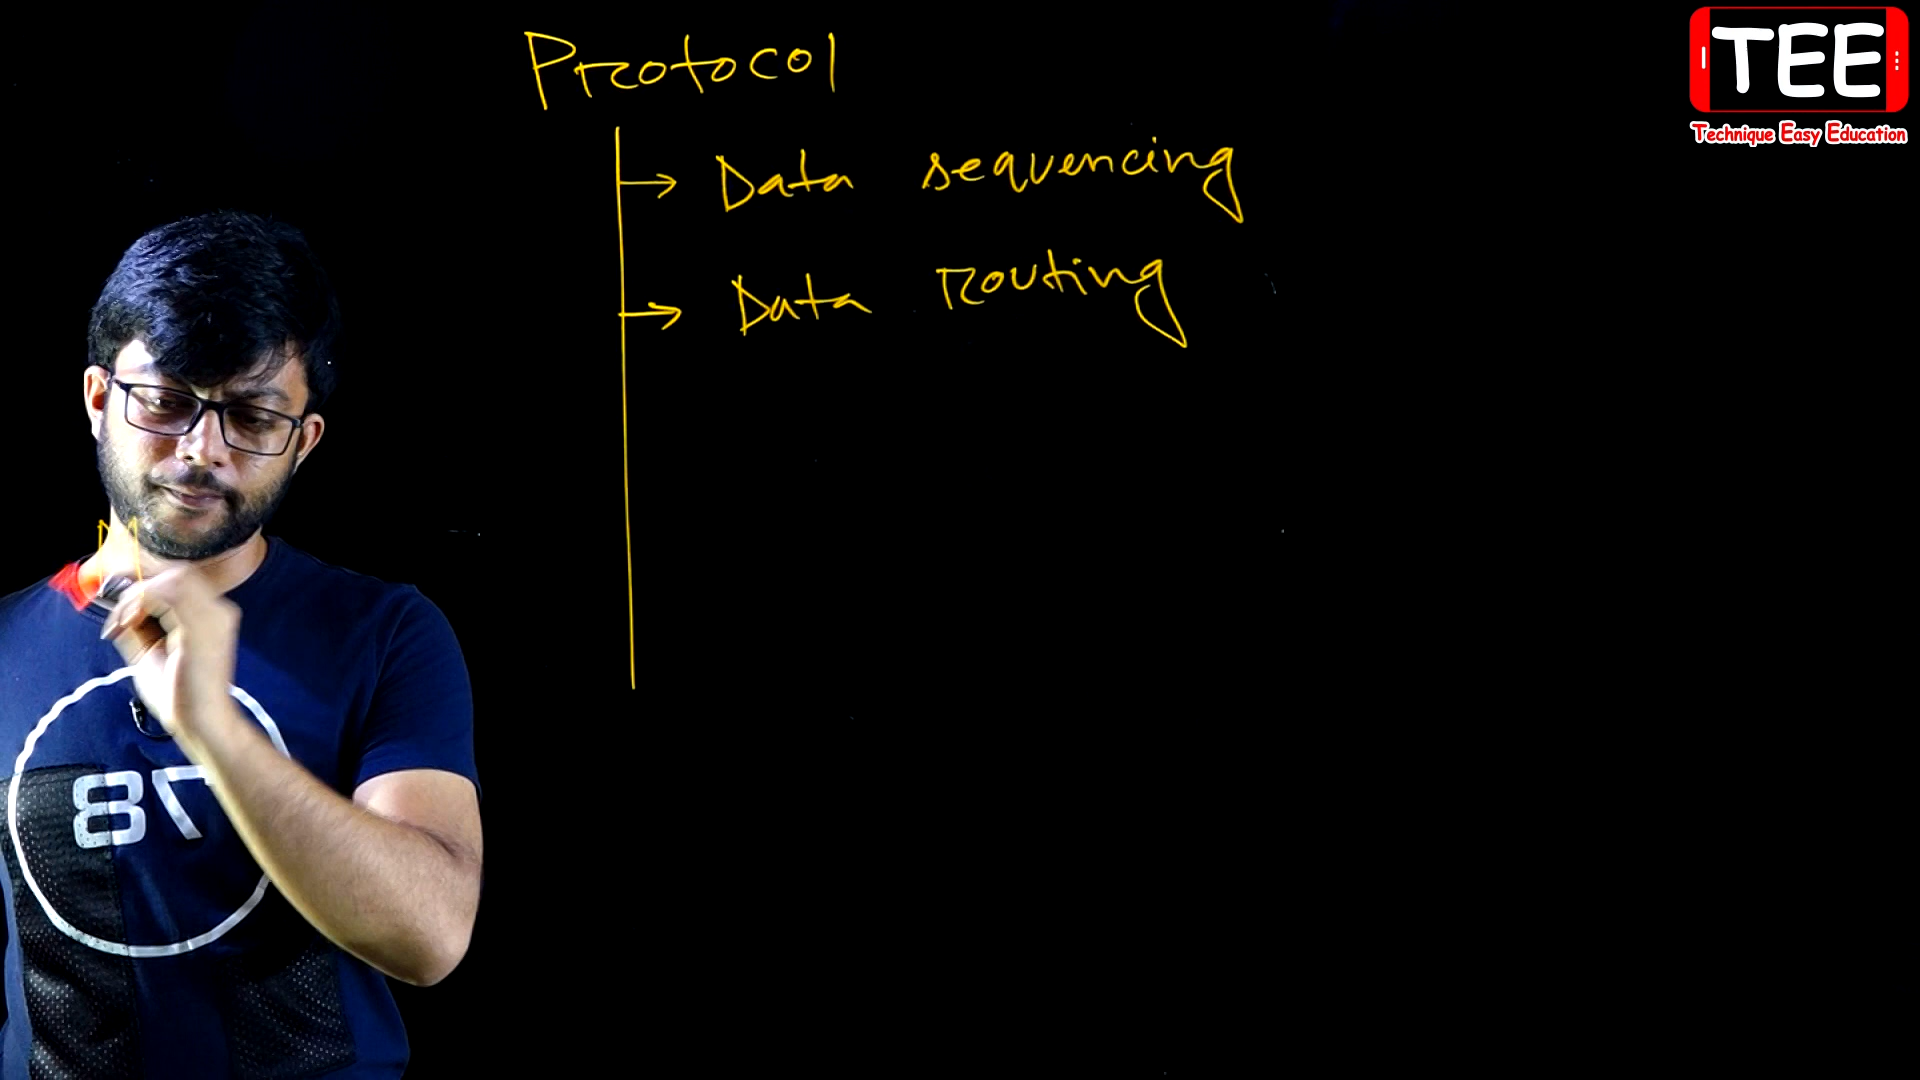 Protocol
Data sequencing
Data routing
TEE
Technique Easy Education
87